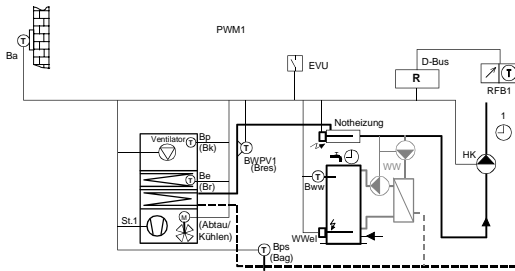 PWM1
T
Ba
EVU
D-Bus
R
T
RFB1
1
Notheizung
Ventilator
T
Bp
(Bk)
T
BWPV1
(Bres)
HK
WW
T
Be
(Br)
Bww
T
St.1
M
(Abtau/
Kühlen)
WWel
T
Bps
(Bag)